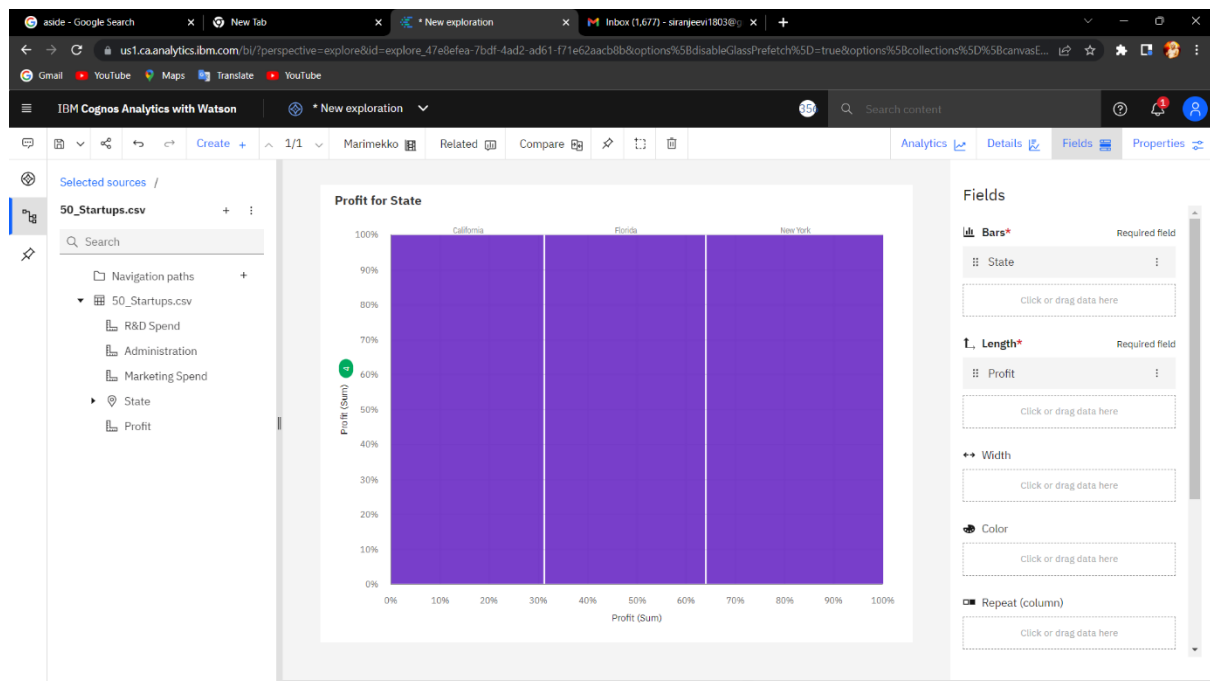 aside - Google Search
New Tab
* New exploration
Inbox (1,677) - siranjeevi1803@g
us1.ca.analytics.ibm.com/bi/?perspective=explore&id=explore_47e8efea-7bdf-4ad2-ad61-f71e62aacb8b&options%5BdisableGlassPrefetch%5D=true&options%5Bcollections%5D%5BcanvasE...
Gmail YouTube Maps Translate YouTube
IBM Cognos Analytics with Watson
* New exploration
Search content
Create +
1/1
Marimekko
Related
Compare
Analytics
Details
Fields
Properties
Selected sources /
50_Startups.csv
Search
Navigation paths
50_Startups.csv
R&D Spend
Administration
Marketing Spend
State
Profit
Profit for State
California Florida New York
100%
90%
80%
70%
60%
50%
40%
30%
20%
10%
0%
Profit (Sum)
0% 10% 20% 30% 40% 50% 60% 70% 80% 90% 100%
Profit (Sum)
Fields
Bars* Required field
State
Click or drag data here
Length* Required field
Profit
Click or drag data here
Width
Click or drag data here
Color
Click or drag data here
Repeat (column)
Click or drag data here